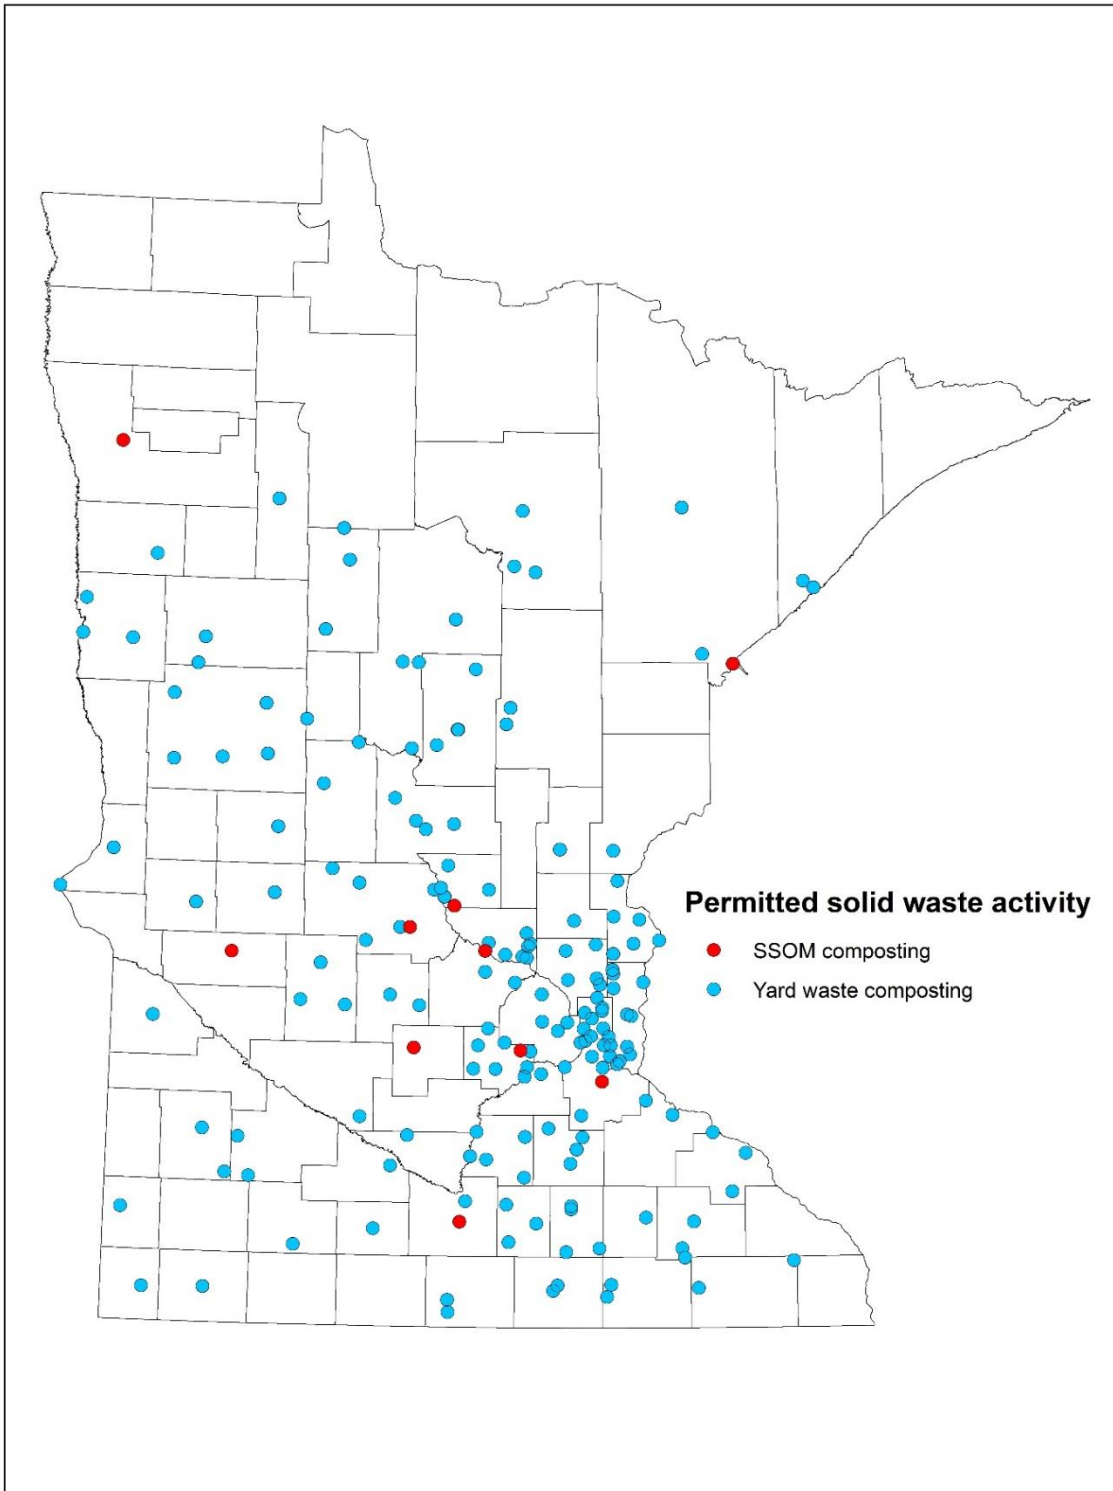 Permitted solid waste activity
SSOM composting
Yard waste composting